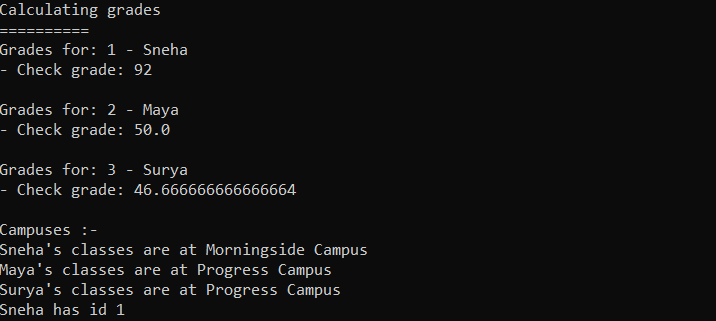 Calculating grades
==========
Grades for: 1 - Sneha
- Check grade: 92
Grades for: 2 - Maya
- Check grade: 50.0
Grades for: 3 - Surya
- Check grade: 46.666666666666664
Campuses :-
Sneha's classes are at Morningside Campus
Maya's classes are at Progress Campus
Surya's classes are at Progress Campus
Sneha has id 1